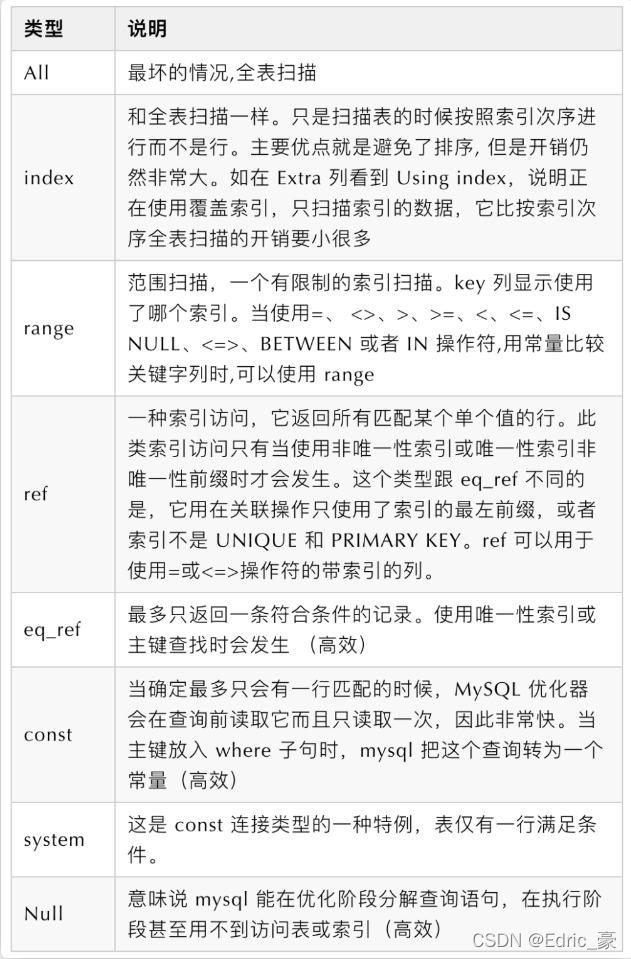 类型 说明
All 最坏的情况,全表扫描
和全表扫描一样。只是扫描表的时候按照索引次序进
行而不是行。主要优点就是避免了排序, 但是开销仍
index 然非常大。如在 Extra 列看到 Using index，说明正
在使用覆盖索引，只扫描索引的数据，它比按索引次
序全表扫描的开销要小很多
范围扫描，一个有限制的索引扫描。key 列显示使用
range 了哪个索引。当使用=、 <>、>、>=、<、<=、IS
NULL、<=>、BETWEEN 或者 IN 操作符,用常量比较
关键字列时,可以使用 range
一种索引访问，它返回所有匹配某个单个值的行。此
类索引访问只有当使用非唯一性索引或唯一性索引非
ref 唯一性前缀时才会发生。这个类型跟 eq_ref 不同的
是，它用在关联操作只使用了索引的最左前缀，或者
索引不是 UNIQUE 和 PRIMARY KEY。ref 可以用于
使用=或<=>操作符的带索引的列。
eq_ref 最多只返回一条符合条件的记录。使用唯一性索引或
主键查找时会发生 （高效）
当确定最多只会有一行匹配的时候，MySQL 优化器
const 会在查询前读取它而且只读取一次，因此非常快。当
主键放入 where 子句时，mysql 把这个查询转为一个
常量（高效）
system 这是 const 连接类型的一种特例，表仅有一行满足条
件。
Null 意味说 mysql 能在优化阶段分解查询语句，在执行阶
段甚至用不到访问表或索引（高效）
CSDN @Edric_豪